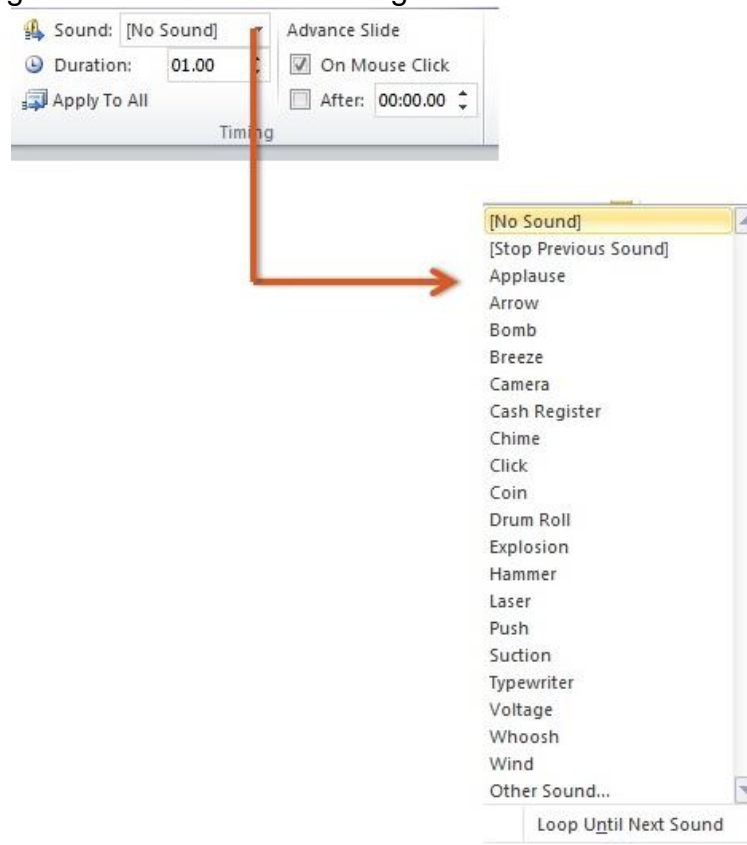 Sound: [No Sound] Advance Slide
Duration: 01.00 On Mouse Click
Apply To All After: 00:00.00
Timing
[No Sound]
[Stop Previous Sound]
Applause
Arrow
Bomb
Breeze
Camera
Cash Register
Chime
Click
Coin
Drum Roll
Explosion
Hammer
Laser
Push
Suction
Typewriter
Voltage
Whoosh
Wind
Other Sound...
Loop Until Next Sound